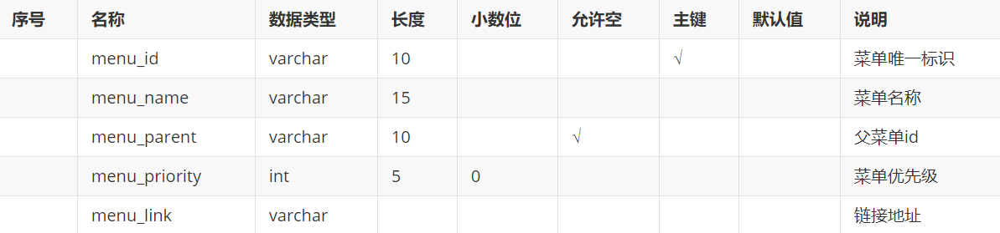 序号 名称 数据类型 长度 小数位 允许空 主键 默认值 说明
menu_id varchar 10 √ 菜单唯一标识
menu_name varchar 15 菜单名称
menu_parent varchar 10 √ 父菜单id
menu_priority int 5 0 菜单优先级
menu_link varchar 链接地址